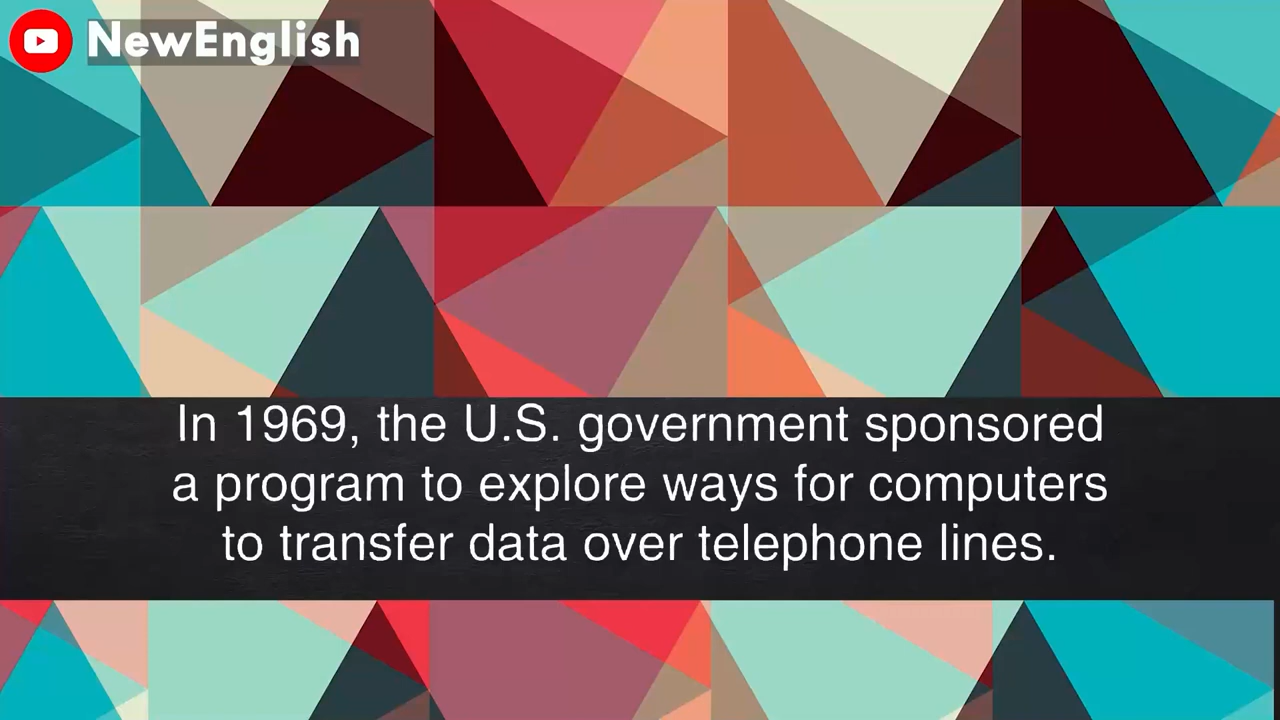 NewEnglish
In 1969, the U.S. government sponsored
a program to explore ways for computers
to transfer data over telephone lines.